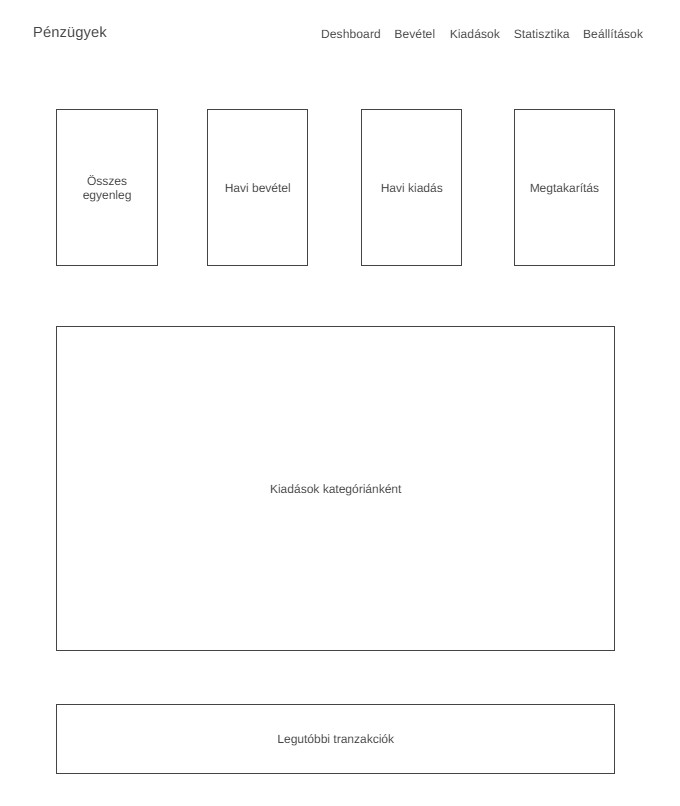 Pénzügyek
Deshboard Bevétel Kiadások Statisztika Beállítások
Összes
egyenleg
Havi bevétel
Havi kiadás
Megtakarítás
Kiadások kategóriánként
Legutóbbi tranzakciók